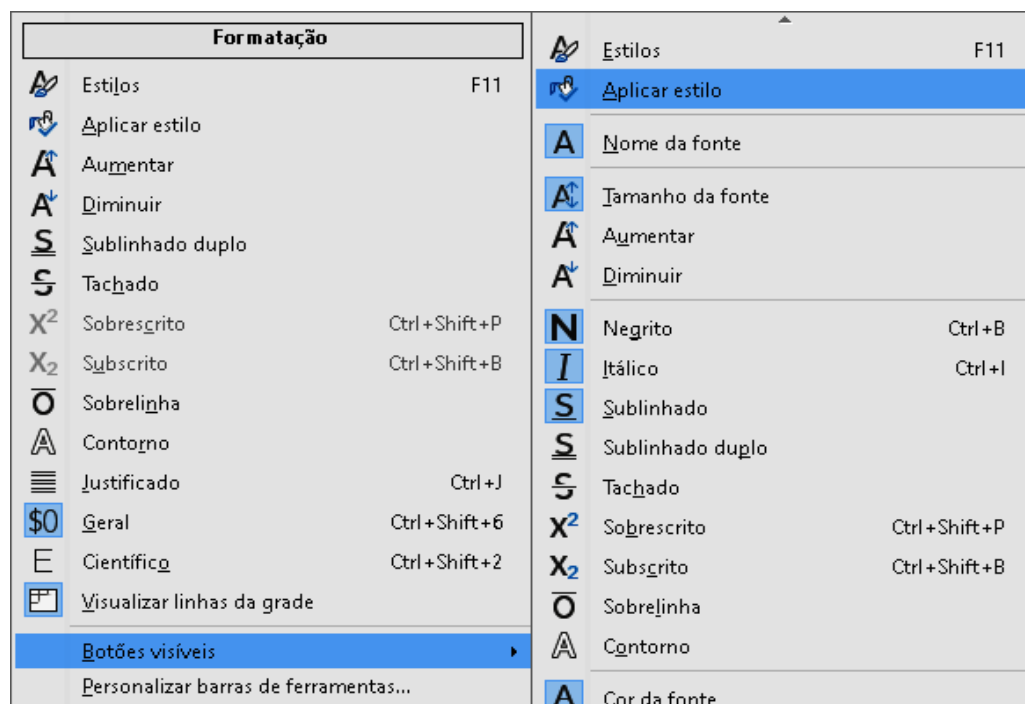 Formatação
Estilos F11
Aplicar estilo
Aumentar
Diminuir
Sublinhado duplo
Tachado
Sobrescrito Ctrl+Shift+P
Subscrito Ctrl+Shift+B
Sobrelinha
Contorno
Justificado Ctrl+J
Geral Ctrl+Shift+6
Científico Ctrl+Shift+2
Visualizar linhas da grade
Botões visíveis
Personalizar barras de ferramentas...
Estilos F11
Aplicar estilo
Nome da fonte
Tamanho da fonte
Aumentar
Diminuir
Negrito Ctrl+B
Itálico Ctrl+I
Sublinhado
Sublinhado duplo
Tachado
Sobrescrito Ctrl+Shift+P
Subscrito Ctrl+Shift+B
Sobrelinha
Contorno
Cor da fonte